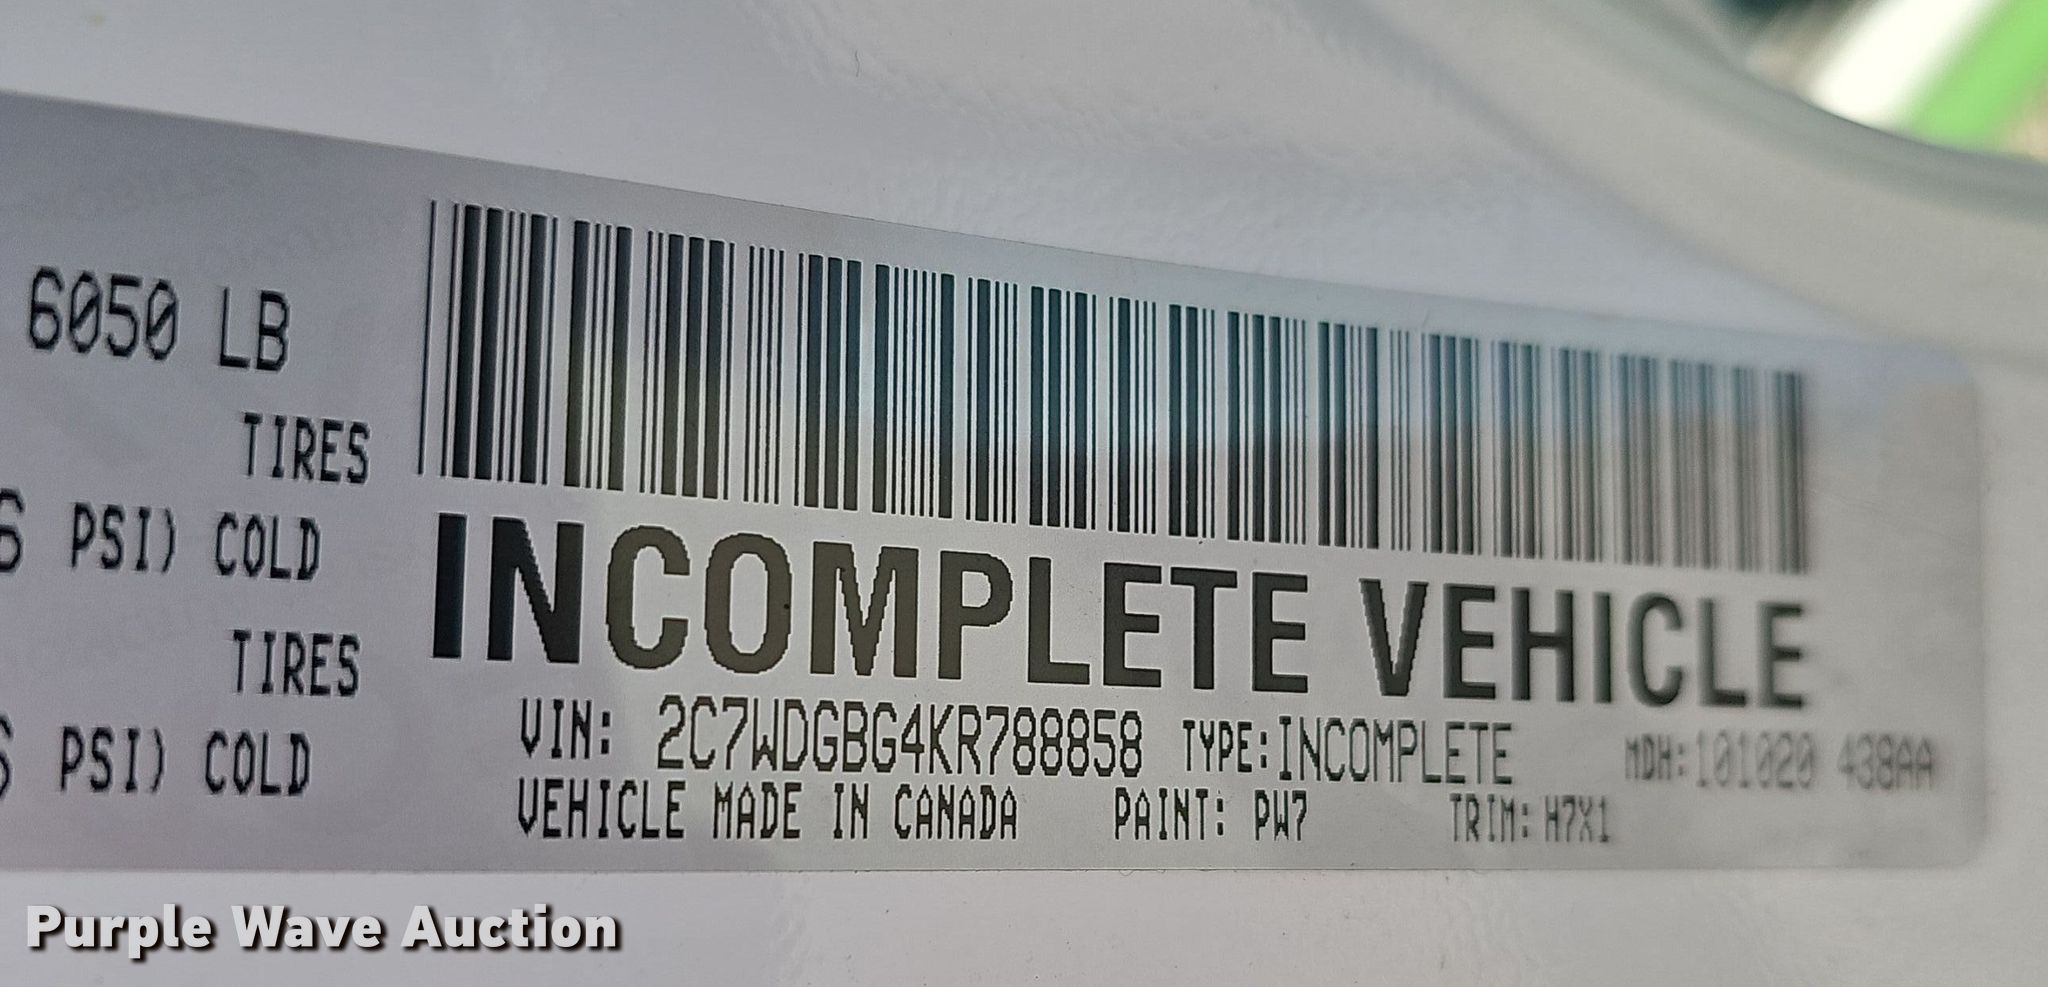 6050 LB
TIRES
6 PSI) COLD
TIRES
PSI) COLD
INCOMPLETE VEHICLE
VIN: 2C7WDGBG4KR788858 TYPE:INCOMPLETE MDH:101020 438AA
VEHICLE MADE IN CANADA PAINT: PW7 TRIM: H7X1
Purple Wave Auction